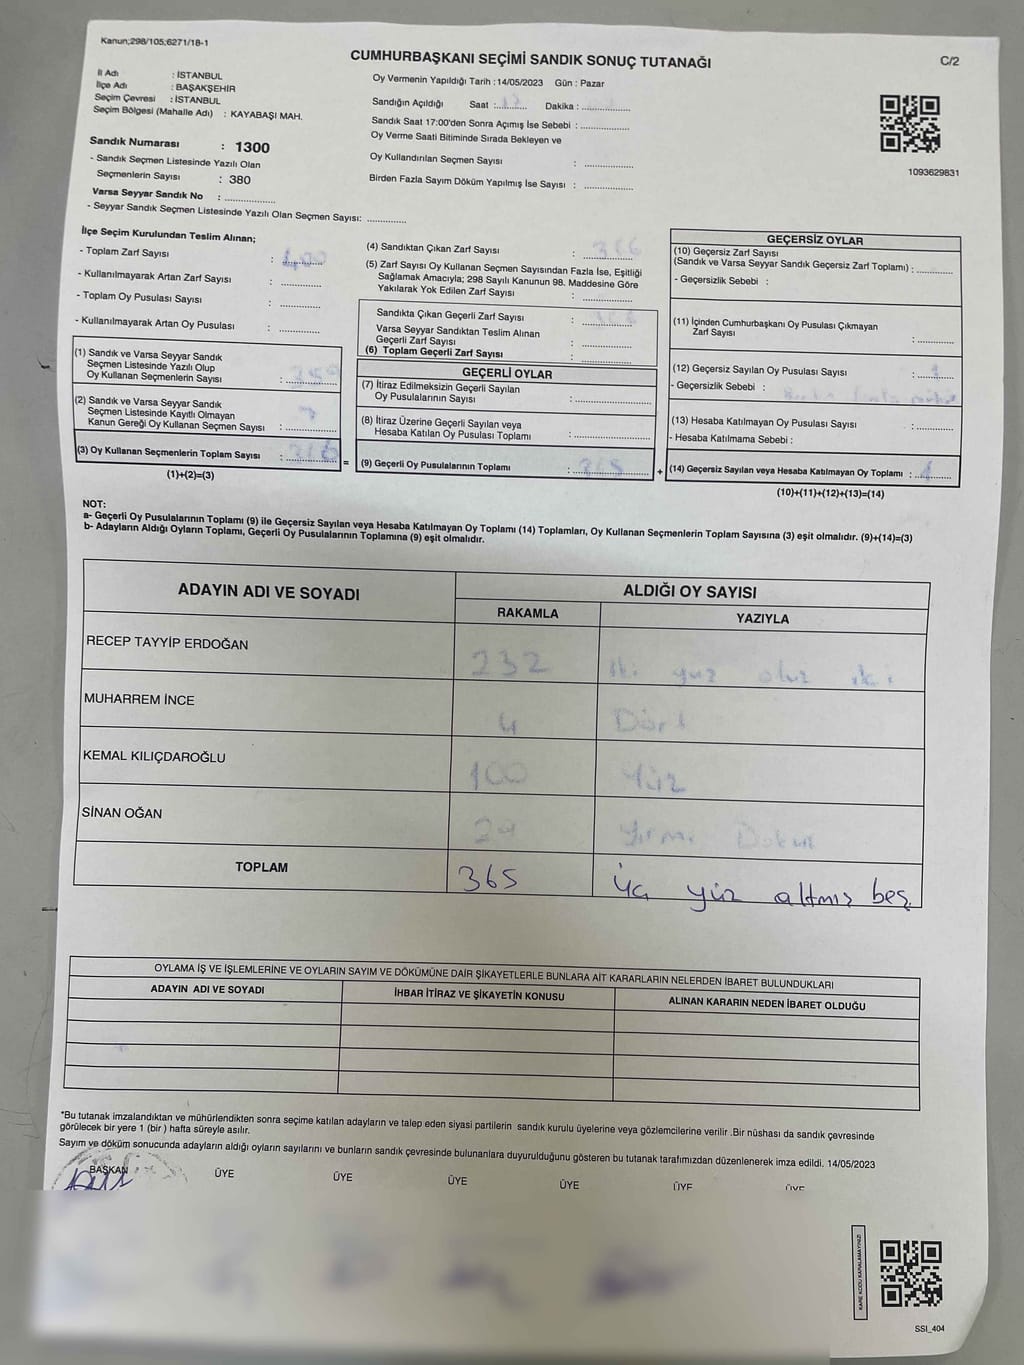 Kanun;298/105;6271/18-1
CUMHURBAŞKANI SEÇİMİ SANDIK SONUÇ TUTANAĞI
C/2
İl Adı : İSTANBUL
İlçe Adı : BAŞAKŞEHİR
Seçim Çevresi : İSTANBUL
Seçim Bölgesi (Mahalle Adı) : KAYABAŞI MAH.
Sandık Numarası : 1300
- Sandık Seçmen Listesinde Yazılı Olan
Seçmenlerin Sayısı : 380
Varsa Seyyar Sandık No : ..............
- Seyyar Sandık Seçmen Listesinde Yazılı Olan Seçmen Sayısı: ............
Oy Vermenin Yapıldığı Tarih : 14/05/2023 Gün : Pazar
Sandığın Açıldığı Saat : 17 Dakika : ..............
Sandık Saat 17:00'den Sonra Açımış İse Sebebi : ..............
Oy Verme Saati Bitiminde Sırada Bekleyen ve
Oy Kullandırılan Seçmen Sayısı : ..............
Birden Fazla Sayım Döküm Yapılmış İse Sayısı : ..............
1093629831
İlçe Seçim Kurulundan Teslim Alınan;
- Toplam Zarf Sayısı : 400
- Kullanılmayarak Artan Zarf Sayısı : ............
- Toplam Oy Pusulası Sayısı : ............
- Kullanılmayarak Artan Oy Pusulası : ............
(1) Sandık ve Varsa Seyyar Sandık
Seçmen Listesinde Yazılı Olup
Oy Kullanan Seçmenlerin Sayısı : 359
(2) Sandık ve Varsa Seyyar Sandık
Seçmen Listesinde Kayıtlı Olmayan
Kanun Gereği Oy Kullanan Seçmen Sayısı : 7
(3) Oy Kullanan Seçmenlerin Toplam Sayısı : 366 =
(1)+(2)=(3)
(4) Sandıktan Çıkan Zarf Sayısı : 366
(5) Zarf Sayısı Oy Kullanan Seçmen Sayısından Fazla İse, Eşitliği
Sağlamak Amacıyla; 298 Sayılı Kanunun 98. Maddesine Göre
Yakılarak Yok Edilen Zarf Sayısı : ..............
Sandıkta Çıkan Geçerli Zarf Sayısı : 366
Varsa Seyyar Sandıktan Teslim Alınan
Geçerli Zarf Sayısı : ..............
(6) Toplam Geçerli Zarf Sayısı : ..............
GEÇERLİ OYLAR
(7) İtiraz Edilmeksizin Geçerli Sayılan
Oy Pusulalarının Sayısı : ..............
(8) İtiraz Üzerine Geçerli Sayılan veya
Hesaba Katılan Oy Pusulası Toplamı : ..............
(9) Geçerli Oy Pusulalarının Toplamı : 365 +
GEÇERSİZ OYLAR
(10) Geçersiz Zarf Sayısı
(Sandık ve Varsa Seyyar Sandık Geçersiz Zarf Toplamı) : ..............
- Geçersizlik Sebebi :
(11) İçinden Cumhurbaşkanı Oy Pusulası Çıkmayan
Zarf Sayısı : ..............
(12) Geçersiz Sayılan Oy Pusulası Sayısı : 1
- Geçersizlik Sebebi : fazla mühür
(13) Hesaba Katılmayan Oy Pusulası Sayısı : ..............
- Hesaba Katılmama Sebebi :
(14) Geçersiz Sayılan veya Hesaba Katılmayan Oy Toplamı : 1
(10)+(11)+(12)+(13)=(14)
NOT:
a- Geçerli Oy Pusulalarının Toplamı (9) ile Geçersiz Sayılan veya Hesaba Katılmayan Oy Toplamı (14) Toplamları, Oy Kullanan Seçmenlerin Toplam Sayısına (3) eşit olmalıdır. (9)+(14)=(3)
b- Adayların Aldığı Oyların Toplamı, Geçerli Oy Pusulalarının Toplamına (9) eşit olmalıdır.
ADAYIN ADI VE SOYADI ALDIĞI OY SAYISI
RAKAMLA YAZIYLA
RECEP TAYYİP ERDOĞAN 232 iki yuz otuz iki
MUHARREM İNCE 4 Dört
KEMAL KILIÇDAROĞLU 100 Yüz
SİNAN OĞAN 29 yirmi Dokuz
TOPLAM 365 üç yüz altmış beş
OYLAMA İŞ VE İŞLEMLERİNE VE OYLARIN SAYIM VE DÖKÜMÜNE DAİR ŞİKAYETLERLE BUNLARA AİT KARARLARIN NELERDEN İBARET BULUNDUKLARI
ADAYIN ADI VE SOYADI İHBAR İTİRAZ VE ŞİKAYETİN KONUSU ALINAN KARARIN NEDEN İBARET OLDUĞU
*Bu tutanak imzalandıktan ve mühürlendikten sonra seçime katılan adayların ve talep eden siyasi partilerin sandık kurulu üyelerine veya gözlemcilerine verilir .Bir nüshası da sandık çevresinde
görülecek bir yere 1 (bir ) hafta süreyle asılır.
Sayım ve döküm sonucunda adayların aldığı oyların sayılarını ve bunların sandık çevresinde bulunanlara duyurulduğunu gösteren bu tutanak tarafımızdan düzenlenerek imza edildi. 14/05/2023
BAŞKAN ÜYE ÜYE ÜYE ÜYE ÜYE ÜYE
KARE KODU KARALAMAYINIZ!
SSI_404